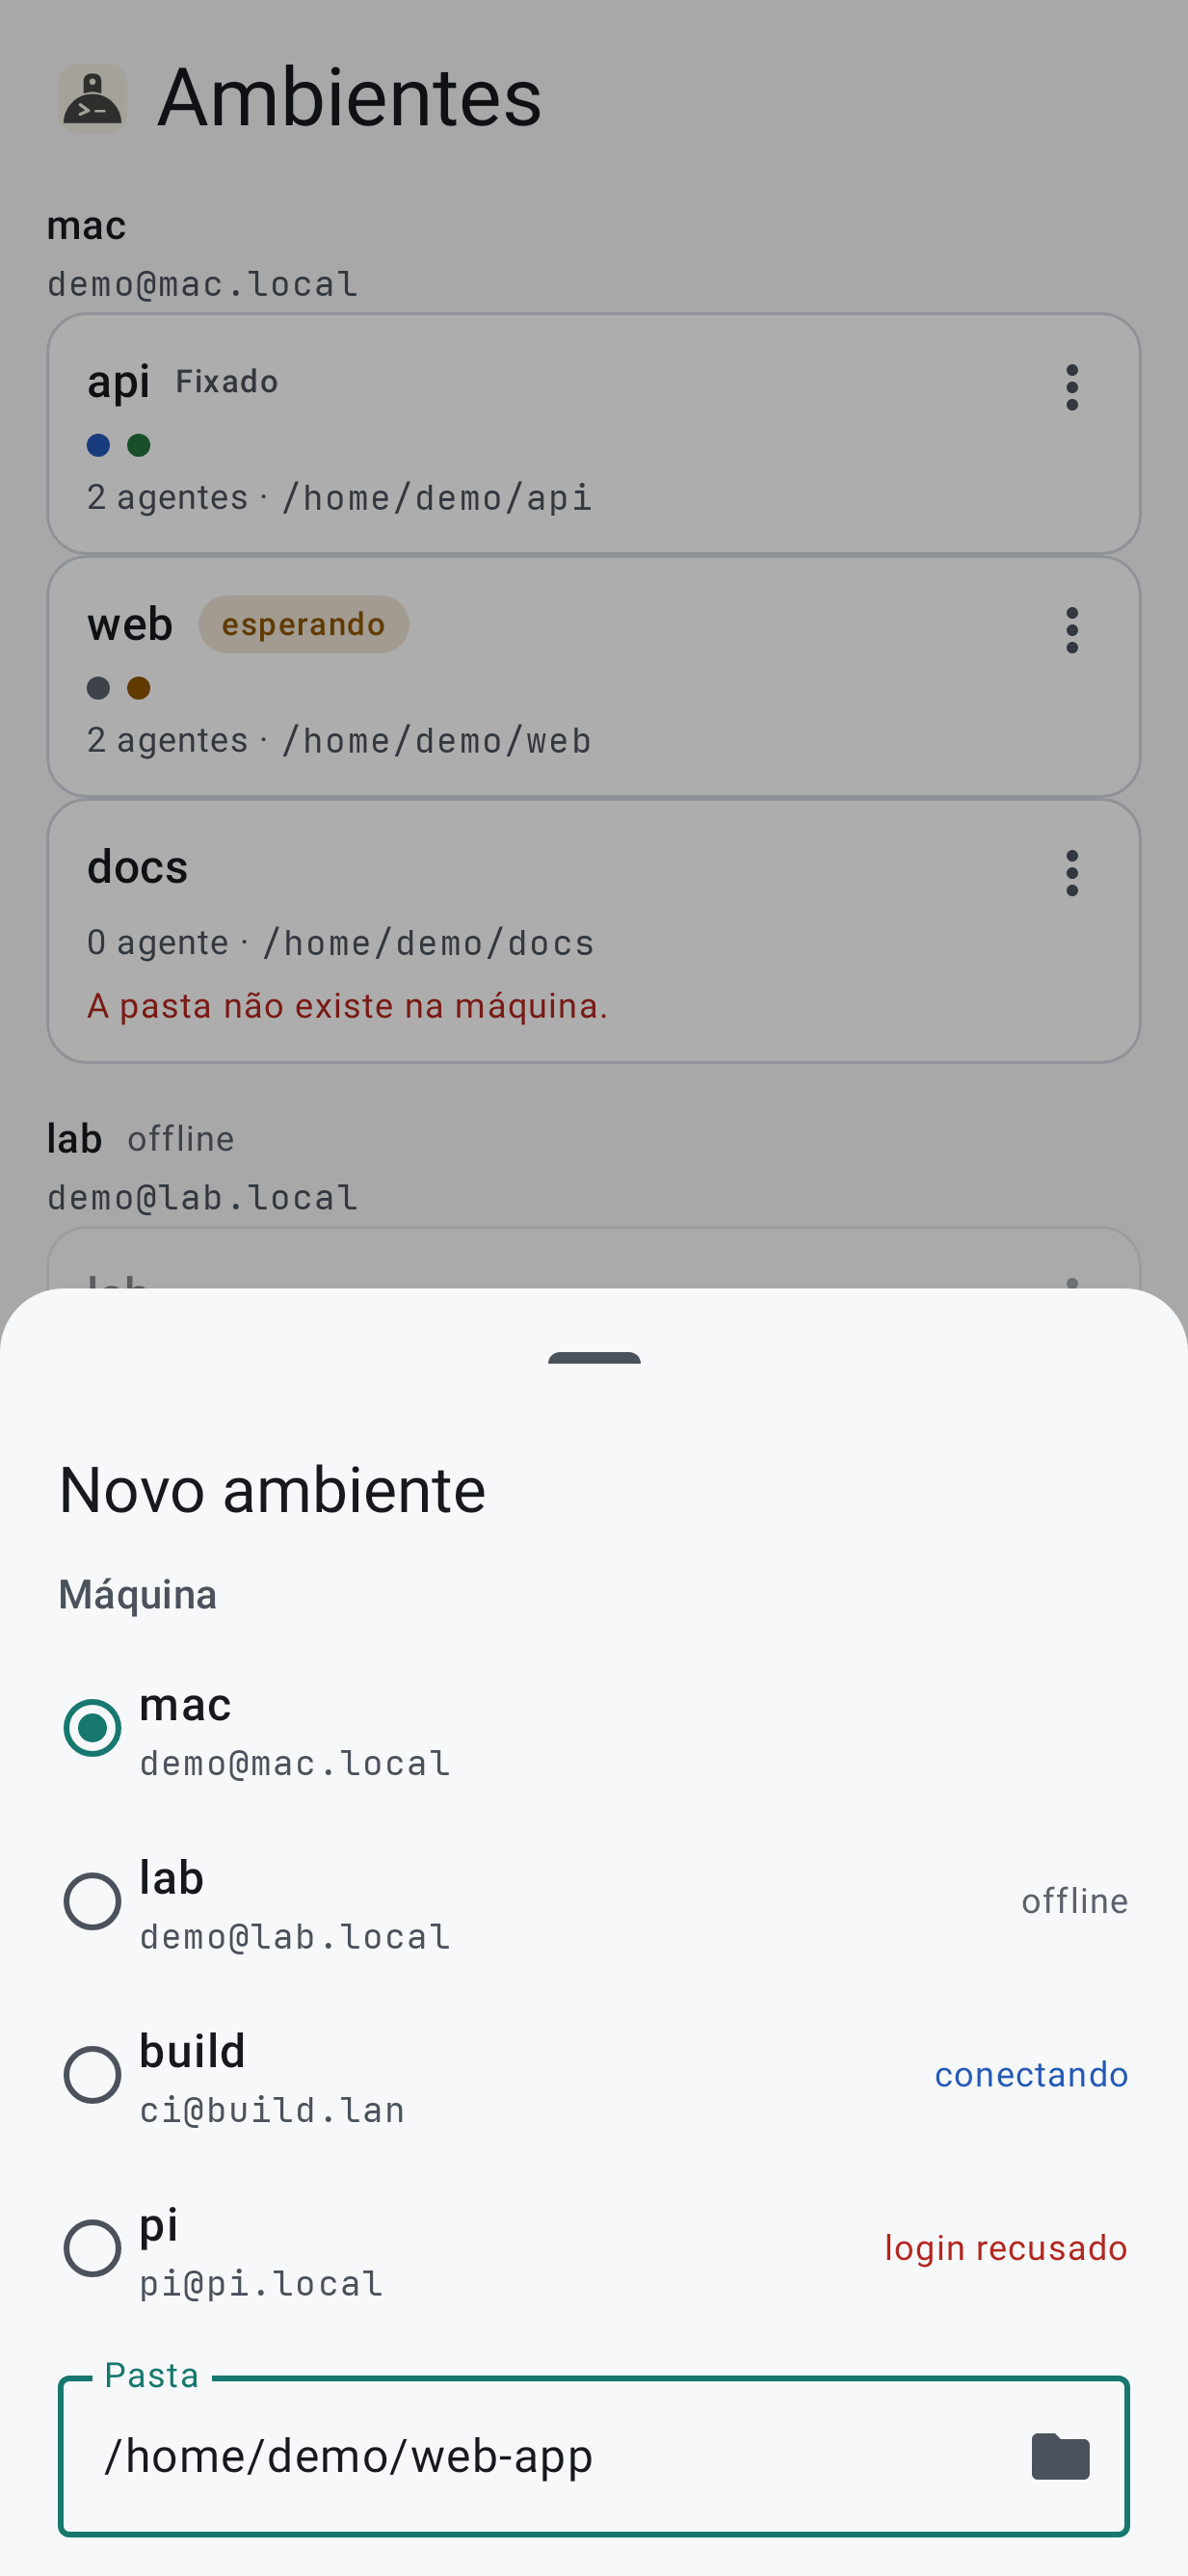 Ambientes
mac
demo@mac.local
api Fixado
2 agentes · /home/demo/api
web esperando
2 agentes · /home/demo/web
docs
0 agente · /home/demo/docs
A pasta não existe na máquina.
lab offline
demo@lab.local
lab
Novo ambiente
Máquina
mac
demo@mac.local
lab
demo@lab.local
offline
build
ci@build.lan
conectando
pi
pi@pi.local
login recusado
Pasta
/home/demo/web-app